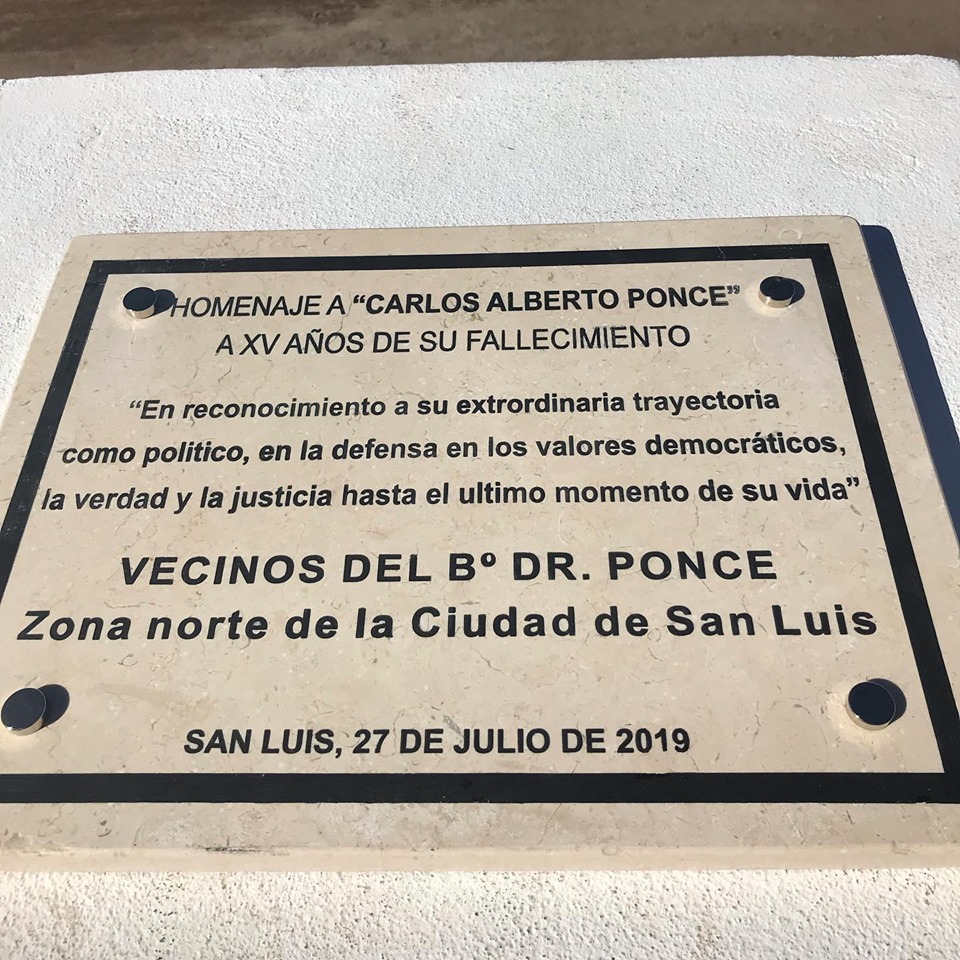 HOMENAJE A “CARLOS ALBERTO PONCE”
A XV AÑOS DE SU FALLECIMIENTO
“En reconocimiento a su extrordinaria trayectoria
como politico, en la defensa en los valores democráticos,
la verdad y la justicia hasta el ultimo momento de su vida”
VECINOS DEL Bº DR. PONCE
Zona norte de la Ciudad de San Luis
SAN LUIS, 27 DE JULIO DE 2019